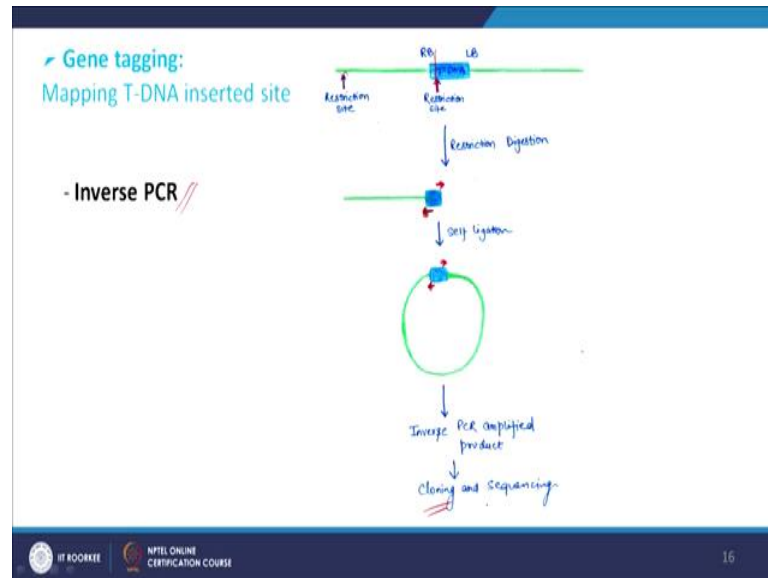 Gene tagging:
Mapping T-DNA inserted site
- Inverse PCR
RB LB
T-DNA
Restriction
site
Restriction
site
Restriction Digestion
Self ligation
Inverse PCR amplified
product
Cloning and Sequencing
IIT ROORKEE
NPTEL ONLINE
CERTIFICATION COURSE
16